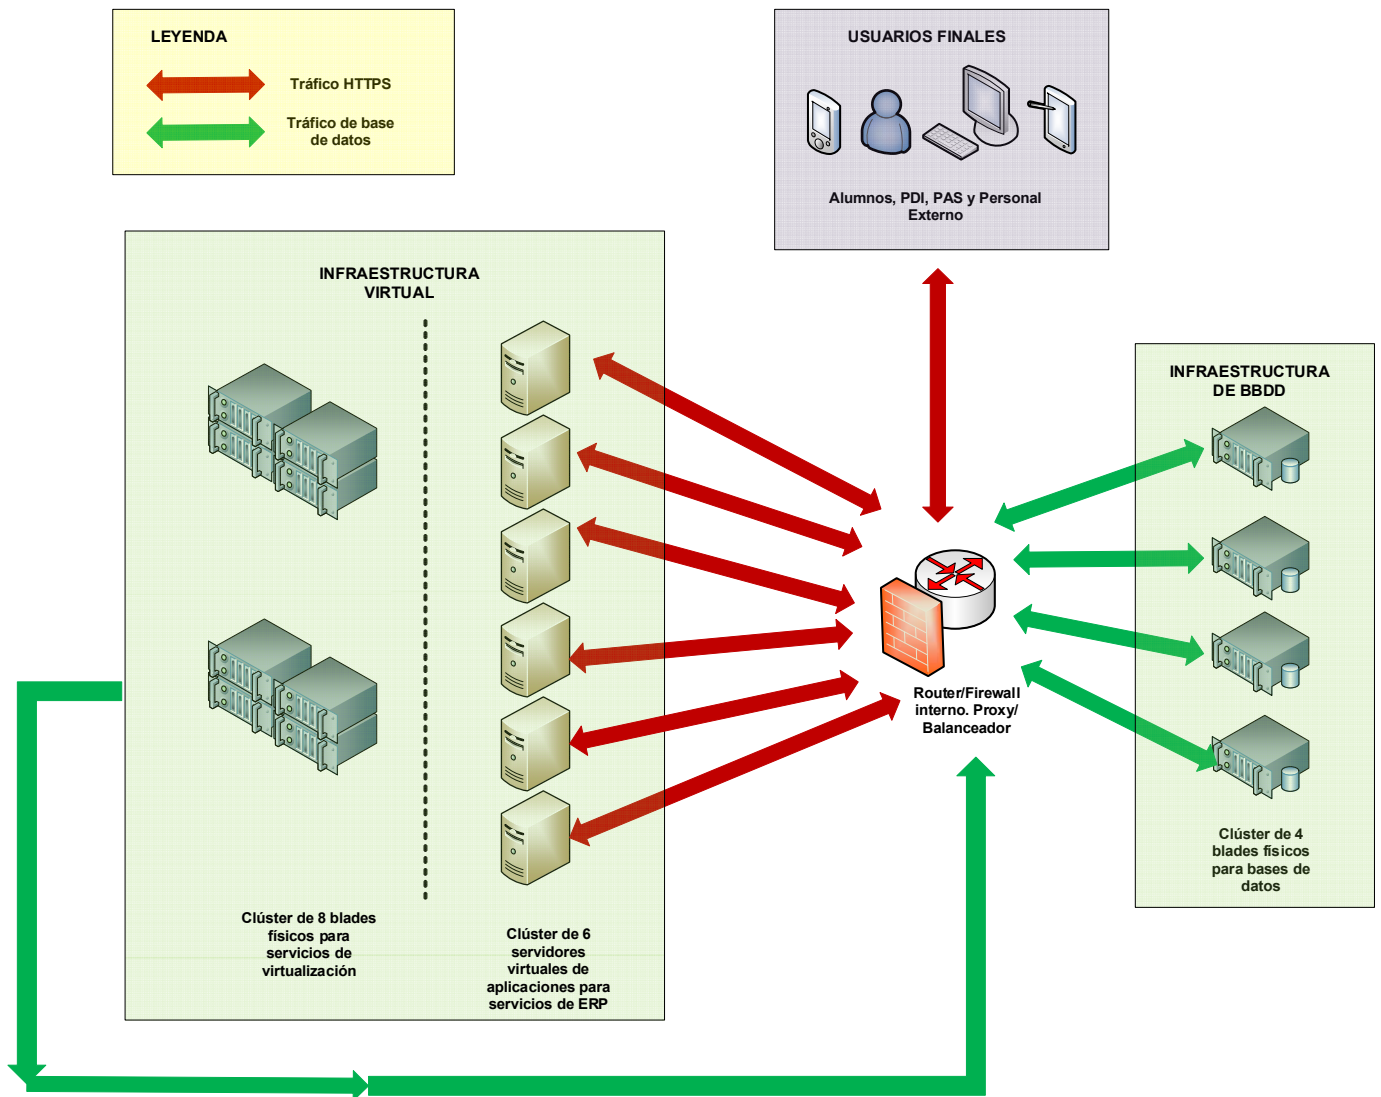 LEYENDA
Tráfico HTTPS
Tráfico de base
de datos
USUARIOS FINALES
Alumnos, PDI, PAS y Personal
Externo
INFRAESTRUCTURA
VIRTUAL
INFRAESTRUCTURA
DE BBDD
Router/Firewall
interno. Proxy/
Balanceador
Clúster de 4
blades físicos
para bases de
datos
Clúster de 8 blades
físicos para
servicios de
virtualización
Clúster de 6
servidores
virtuales de
aplicaciones para
servicios de ERP